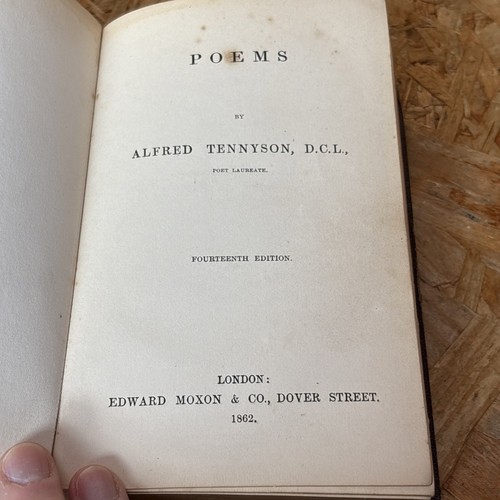 POEMS
BY
ALFRED TENNYSON, D.C.L.,
POET LAUREATE.
FOURTEENTH EDITION.
LONDON:
EDWARD MOXON & CO., DOVER STREET.
1862.